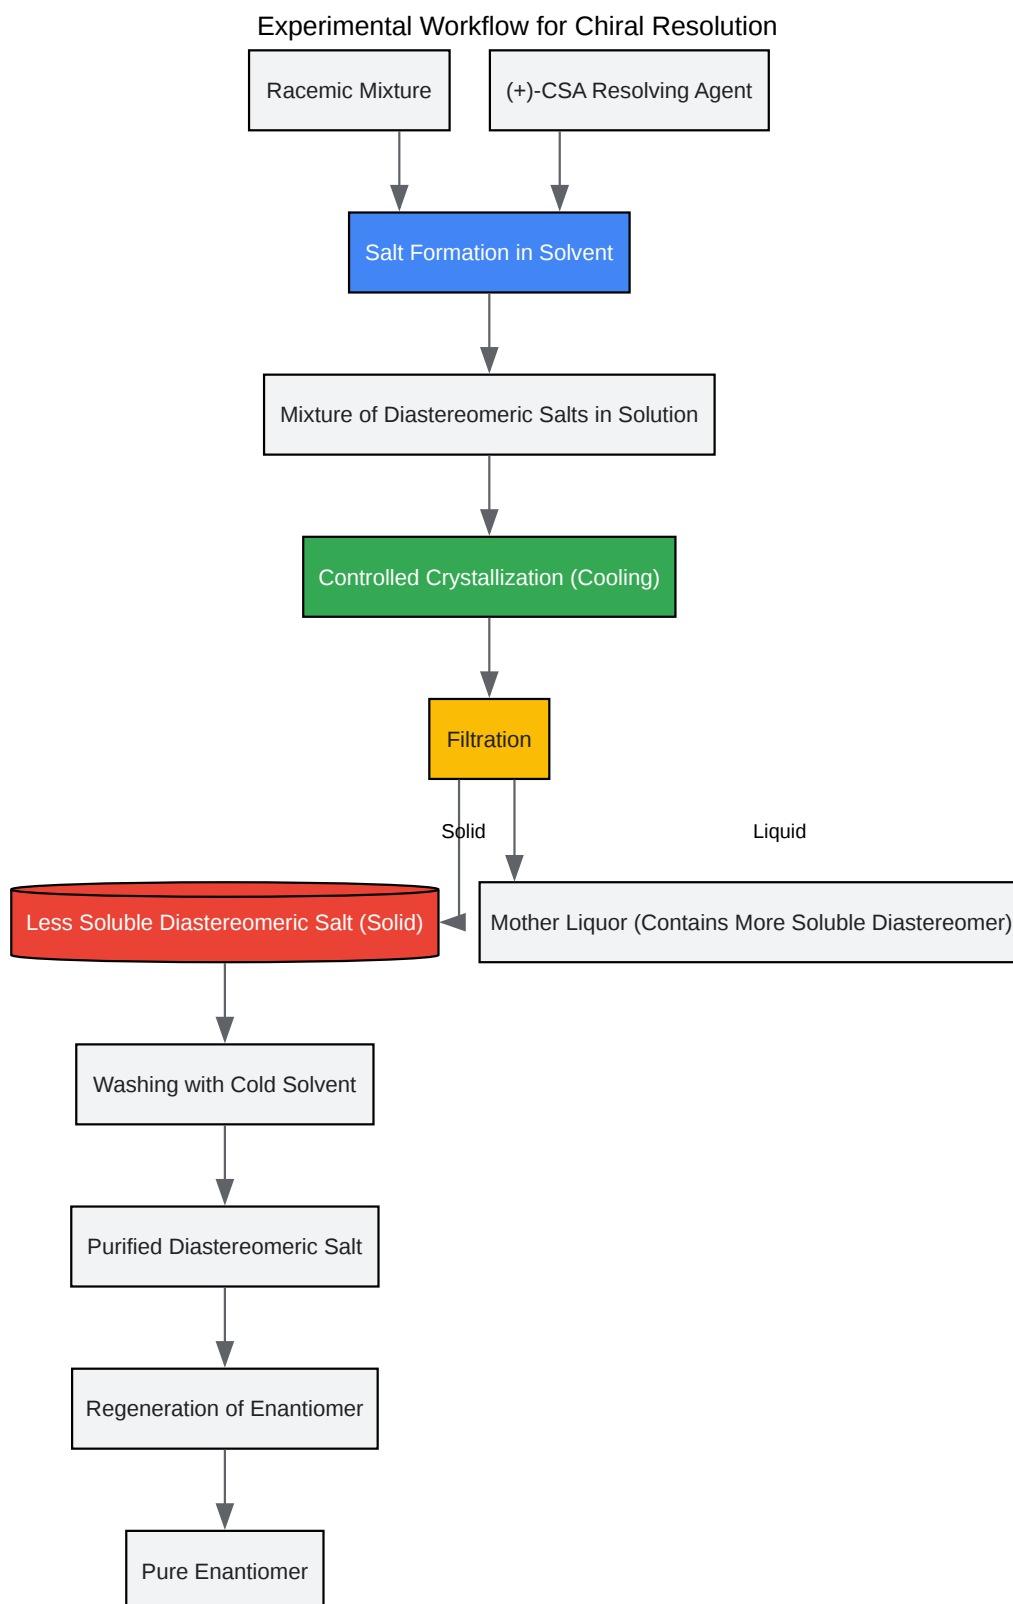 Experimental Workflow for Chiral Resolution
Racemic Mixture
(+)-CSA Resolving Agent
Salt Formation in Solvent
Mixture of Diastereomeric Salts in Solution
Controlled Crystallization (Cooling)
Filtration
Solid
Liquid
Less Soluble Diastereomeric Salt (Solid)
Mother Liquor (Contains More Soluble Diastereomer)
Washing with Cold Solvent
Purified Diastereomeric Salt
Regeneration of Enantiomer
Pure Enantiomer